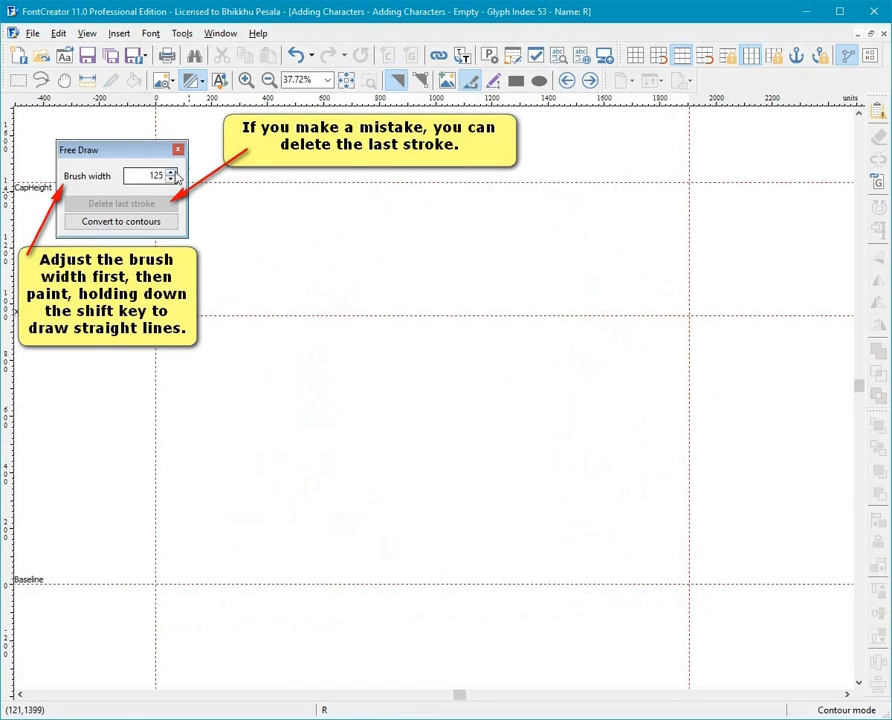 FontCreator 11.0 Professional Edition - Licensed to Bhikkhu Pesala - [Adding Characters - Adding Characters - Empty - Glyph Index: 53 - Name: R]
File Edit View Insert Font Tools Window Help
37.72%
-400 -200 0 200 400 600 800 1000 1200 1400 1600 1800 2000 2200 units
Free Draw
Brush width 125
Delete last stroke
Convert to contours
If you make a mistake, you can
delete the last stroke.
CapHeight
Adjust the brush
width first, then
paint, holding down
the shift key to
draw straight lines.
Baseline
(121,1399) R Contour mode